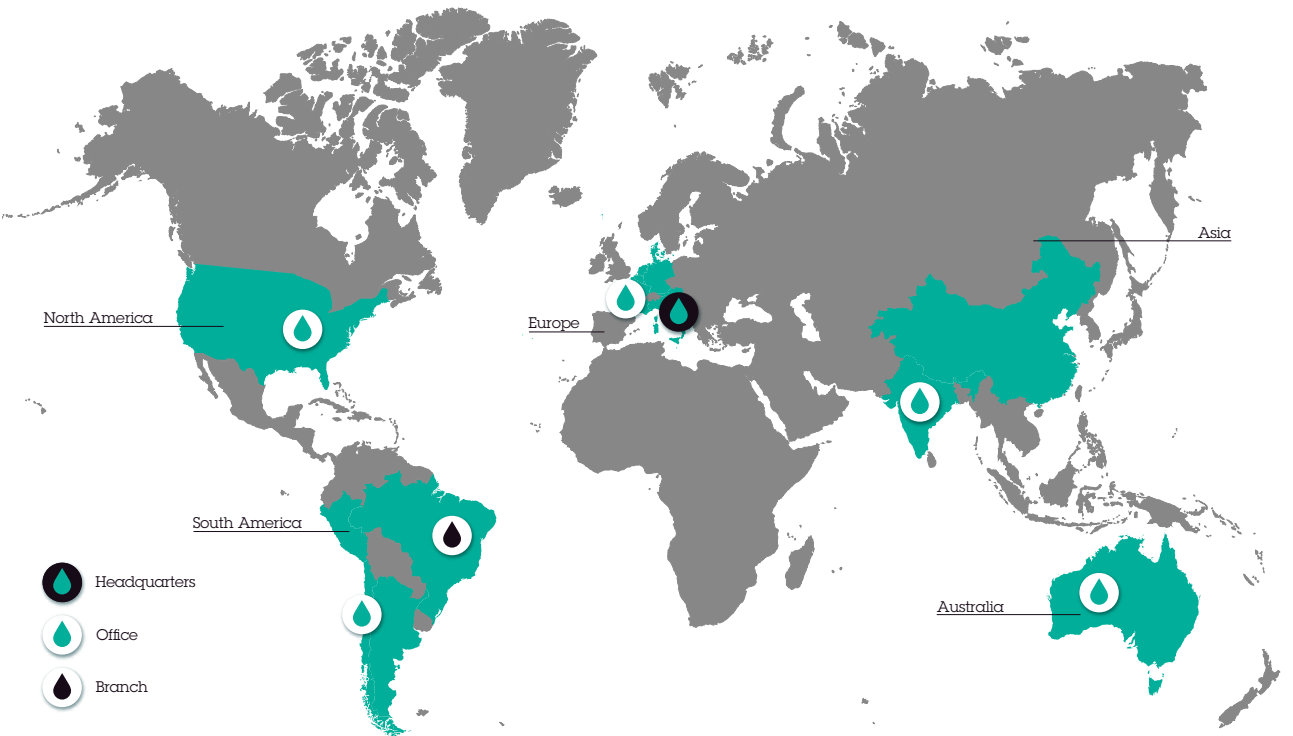 Asia
North America
Europe
South America
Headquarters
Office
Australia
Branch